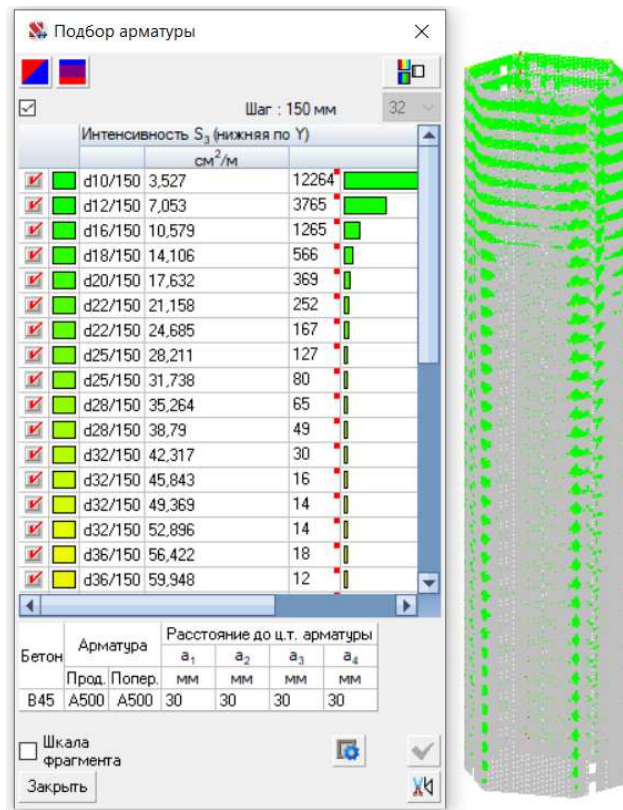 Подбор арматуры
Шаг : 150 мм 32
Интенсивность S3 (нижняя по Y)
см²/м
d10/150 3,527 12264
d12/150 7,053 3765
d16/150 10,579 1265
d18/150 14,106 566
d20/150 17,632 369
d22/150 21,158 252
d22/150 24,685 167
d25/150 28,211 127
d25/150 31,738 80
d28/150 35,264 65
d28/150 38,79 49
d32/150 42,317 30
d32/150 45,843 16
d32/150 49,369 14
d32/150 52,896 14
d36/150 56,422 18
d36/150 59,948 12
Бетон Арматура Расстояние до ц.т. арматуры
a1 a2 a3 a4
Прод. Попер. мм мм мм мм
B45 A500 A500 30 30 30 30
Шкала
фрагмента
Закрыть